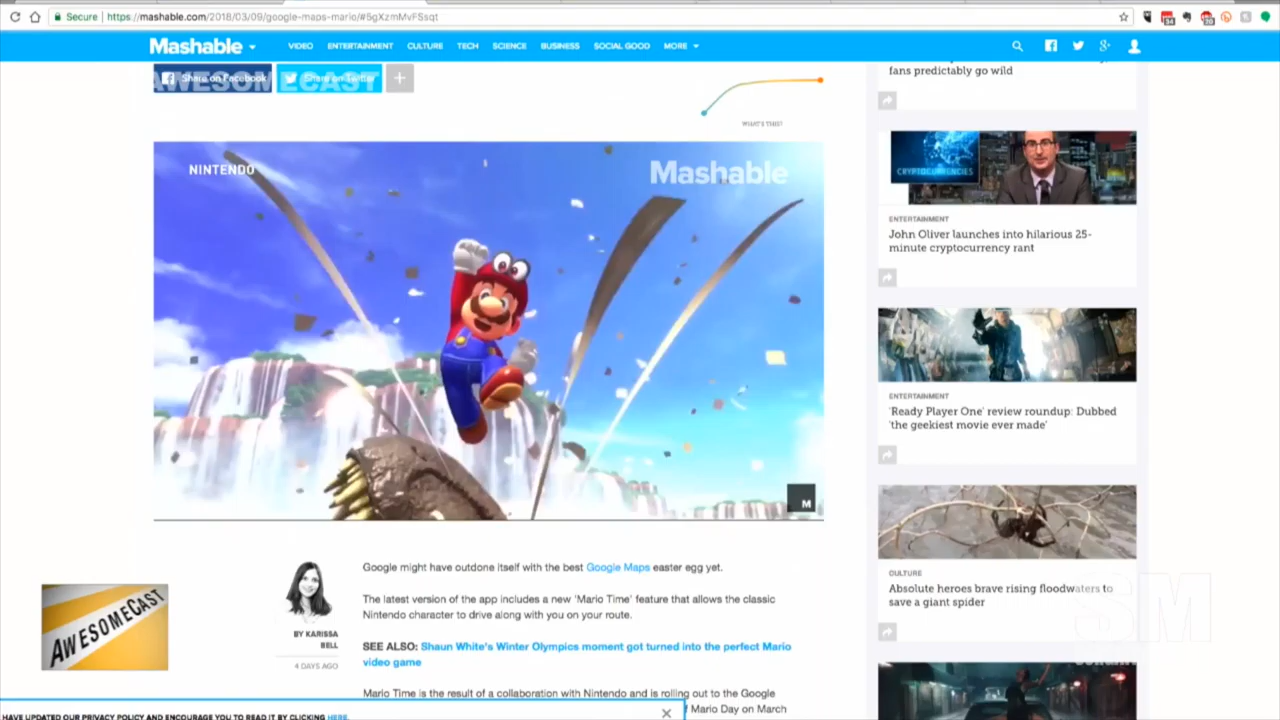 Secure
https://mashable.com/2018/03/09/google-maps-mario/#5gXzmMvFSsqt
Mashable
VIDEO ENTERTAINMENT CULTURE TECH SCIENCE BUSINESS SOCIAL GOOD MORE
Share on Facebook
Share on Twitter
+
AWESOMECAST
WHAT'S THIS?
NINTENDO
Mashable
M
Google might have outdone itself with the best Google Maps easter egg yet.
The latest version of the app includes a new 'Mario Time' feature that allows the classic
Nintendo character to drive along with you on your route.
BY KARISSA
BELL
4 DAYS AGO
SEE ALSO: Shaun White's Winter Olympics moment got turned into the perfect Mario
video game
Mario Time is the result of a collaboration with Nintendo and is rolling out to the Google
f Mario Day on March
AWESOMECAST
HAVE UPDATED OUR PRIVACY POLICY AND ENCOURAGE YOU TO READ IT BY CLICKING HERE.
fans predictably go wild
CRYPTOCURRENCIES
ENTERTAINMENT
John Oliver launches into hilarious 25-
minute cryptocurrency rant
ENTERTAINMENT
'Ready Player One' review roundup: Dubbed
'the geekiest movie ever made'
CULTURE
Absolute heroes brave rising floodwaters to
save a giant spider